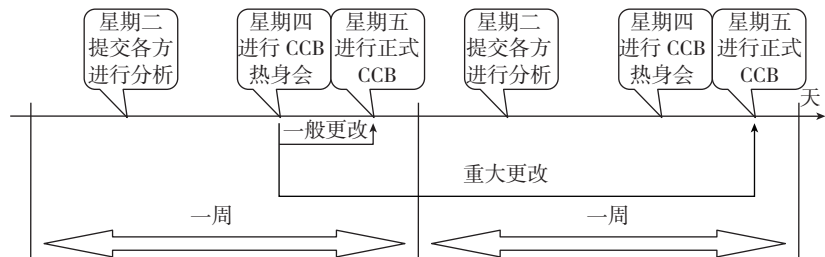 星期二
提交各方
进行分析
星期四
进行 CCB
热身会
星期五
进行正式
CCB
星期二
提交各方
进行分析
星期四
进行 CCB
热身会
星期五
进行正式
CCB
天
一般更改
重大更改
一周
一周